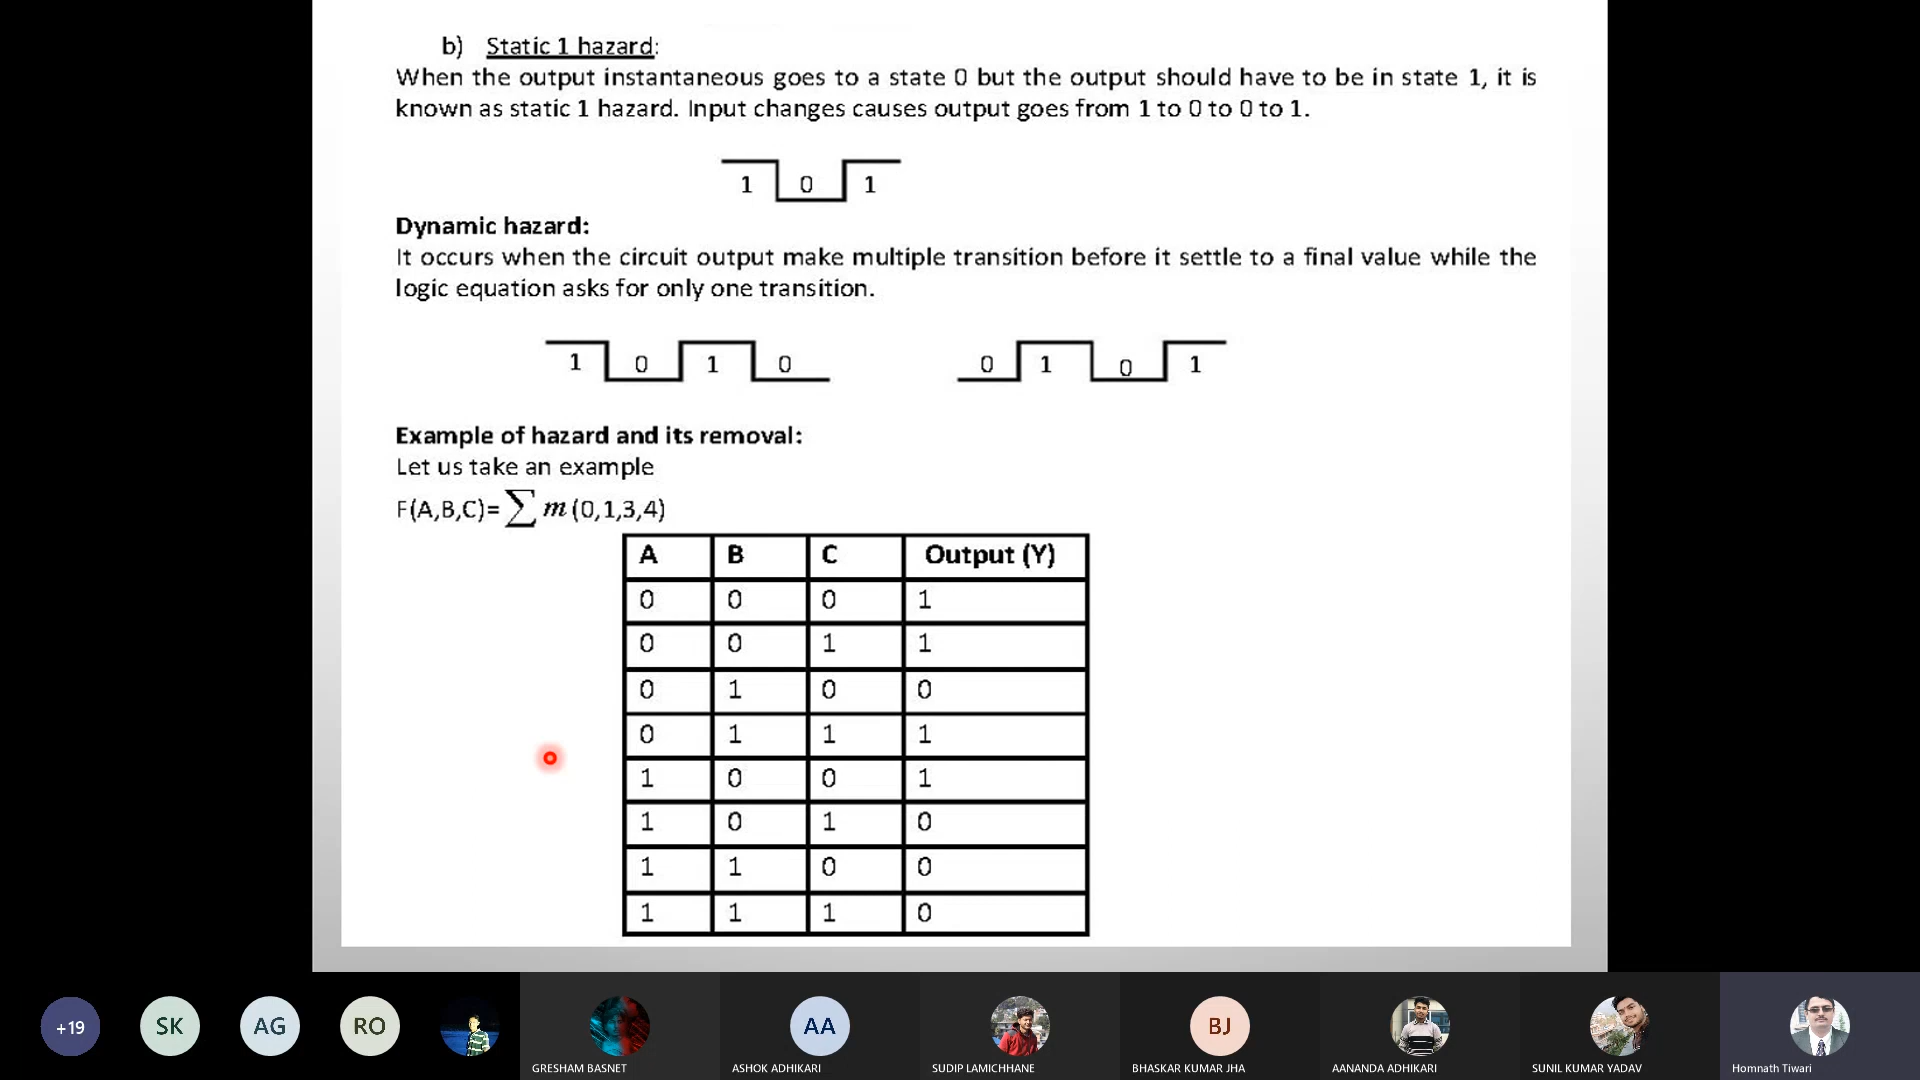 b) Static 1 hazard:
When the output instantaneous goes to a state 0 but the output should have to be in state 1, it is
known as static 1 hazard. Input changes causes output goes from 1 to 0 to 0 to 1.
1 0 1
Dynamic hazard:
It occurs when the circuit output make multiple transition before it settle to a final value while the
logic equation asks for only one transition.
1 0 1 0 0 1 0 1
Example of hazard and its removal:
Let us take an example
F(A,B,C)=∑ m (0,1,3,4)
A B C Output (Y)
0 0 0 1
0 0 1 1
0 1 0 0
0 1 1 1
1 0 0 1
1 0 1 0
1 1 0 0
1 1 1 0
+19 SK AG RO AA BJ
GRESHAM BASNET ASHOK ADHIKARI SUDIP LAMICHHANE BHASKAR KUMAR JHA AANANDA ADHIKARI SUNIL KUMAR YADAV Homnath Tiwari